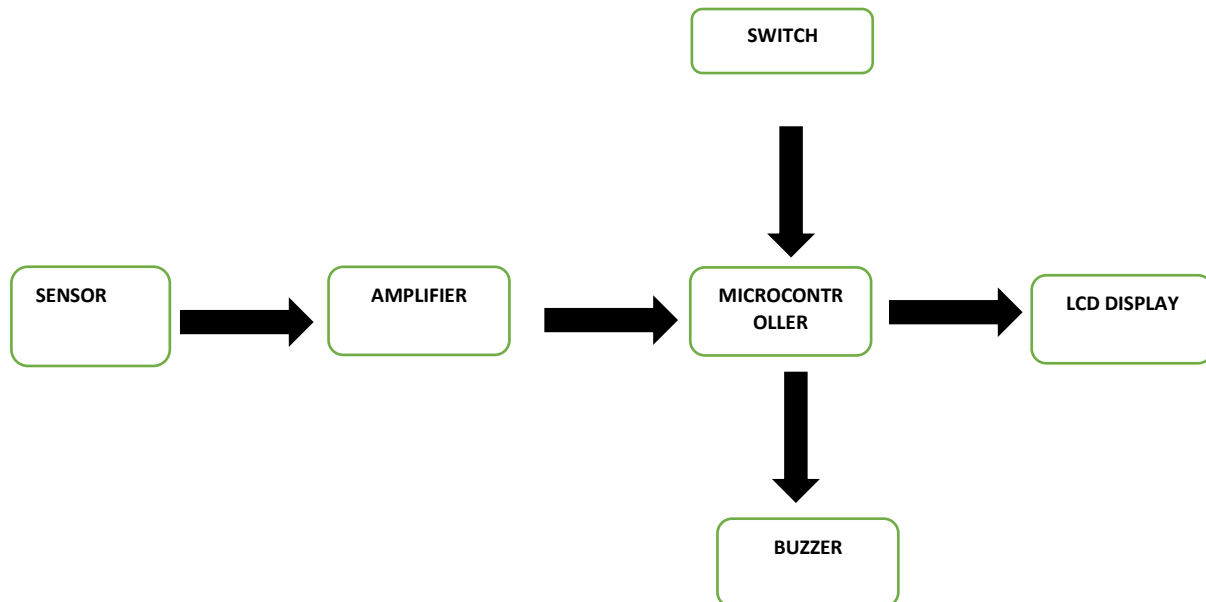 SWITCH
SENSOR
AMPLIFIER
MICROCONTR
OLLER
LCD DISPLAY
BUZZER